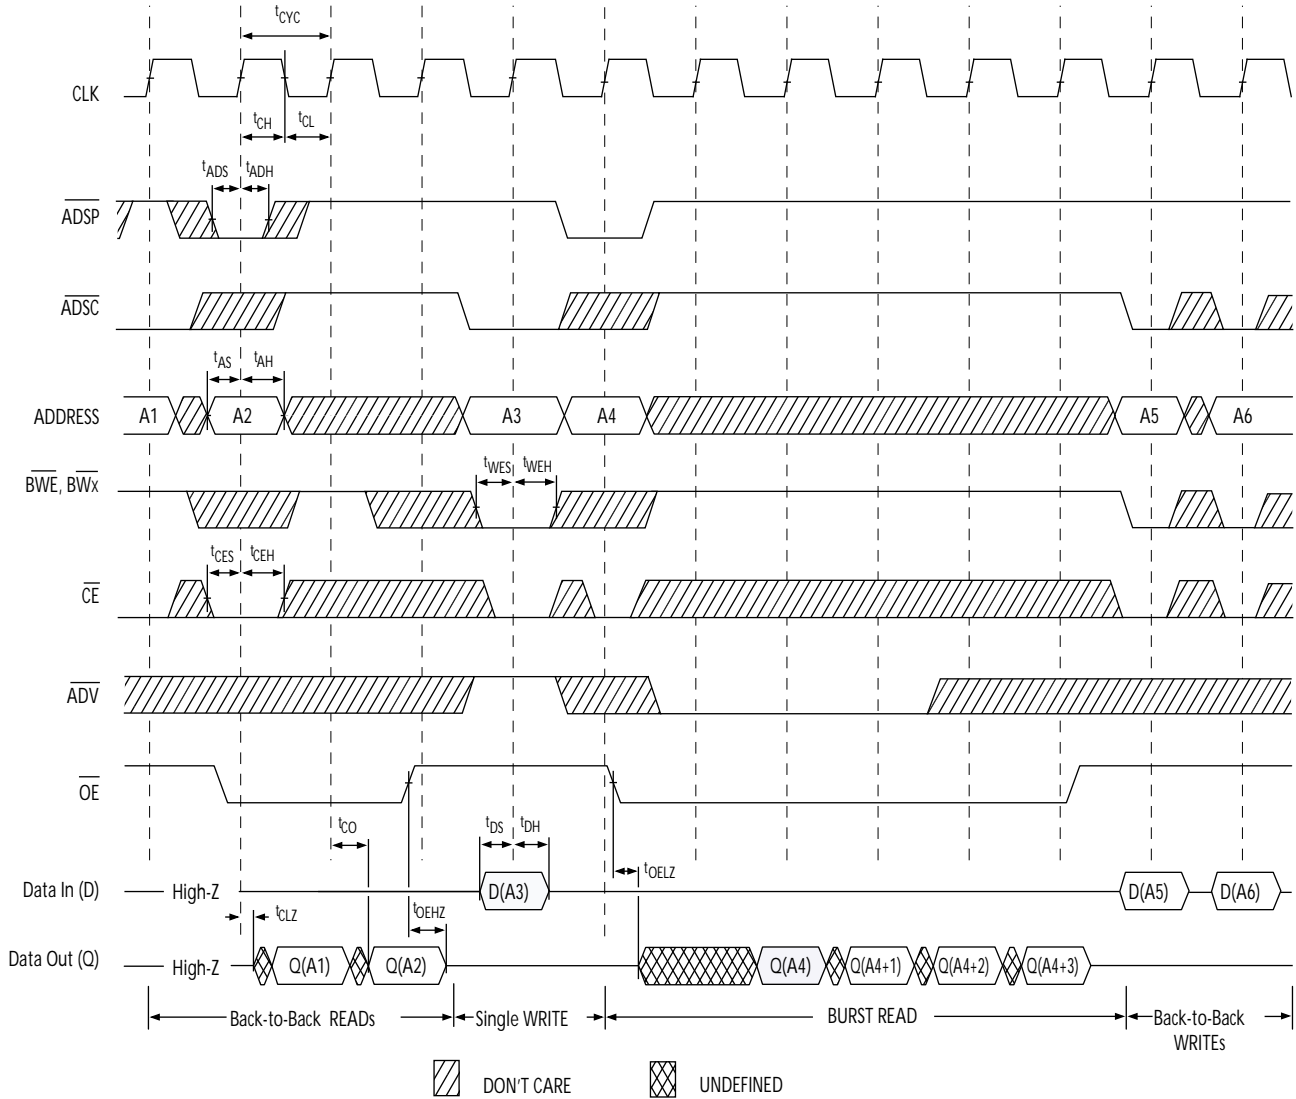 tCYC
CLK
tCH
tCL
tADS
tADH
ADSP
ADSC
tAS
tAH
ADDRESS
A1
A2
A3
A4
A5
A6
tWES
tWEH
BWE, BWx
tCES
tCEH
CE
ADV
OE
tCO
tDS
tDH
tOELZ
Data In (D)
High-Z
D(A3)
D(A5)
D(A6)
tCLZ
tOEHZ
Data Out (Q)
High-Z
Q(A1)
Q(A2)
Q(A4)
Q(A4+1)
Q(A4+2)
Q(A4+3)
Back-to-Back READs
Single WRITE
BURST READ
Back-to-Back
WRITEs
DON'T CARE
UNDEFINED